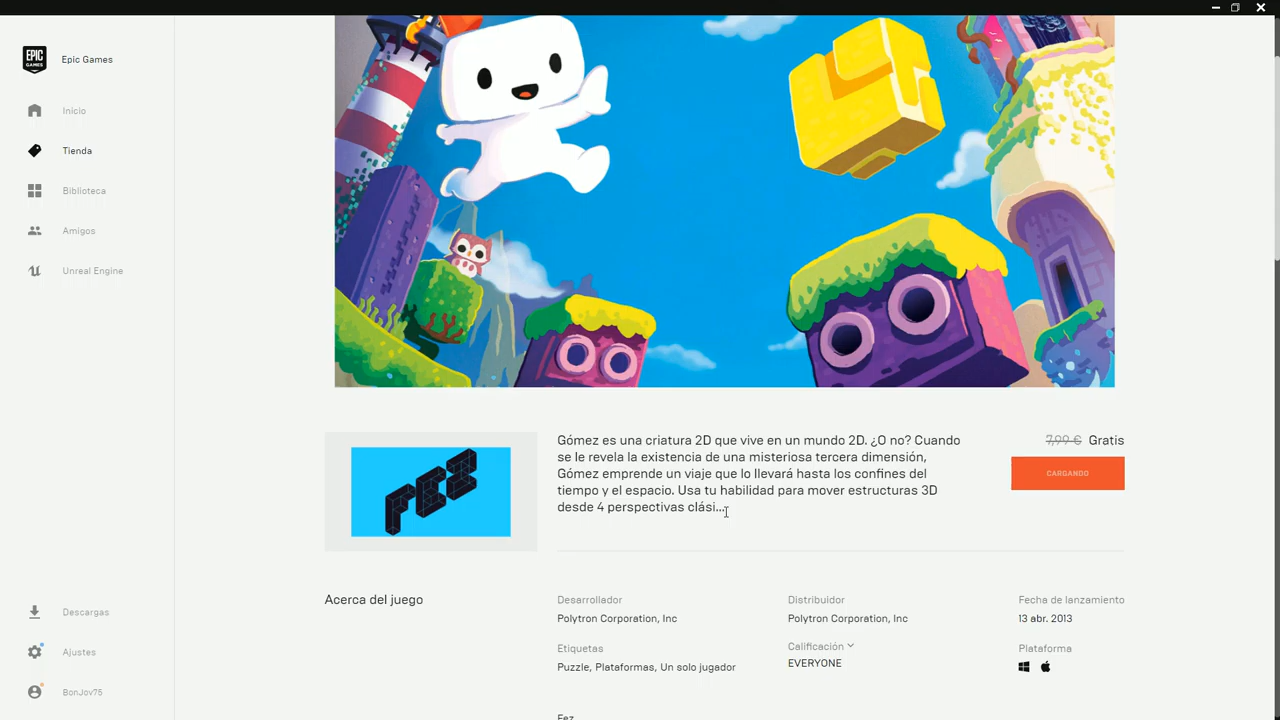 EPIC
GAMES
Epic Games
Inicio
Tienda
Biblioteca
Amigos
Unreal Engine
Descargas
Ajustes
BonJov75
FEZ
Gómez es una criatura 2D que vive en un mundo 2D. ¿O no? Cuando
se le revela la existencia de una misteriosa tercera dimensión,
Gómez emprende un viaje que lo llevará hasta los confines del
tiempo y el espacio. Usa tu habilidad para mover estructuras 3D
desde 4 perspectivas clási...
7,99 € Gratis
CARGANDO
Acerca del juego
Desarrollador
Polytron Corporation, Inc
Distribuidor
Polytron Corporation, Inc
Fecha de lanzamiento
13 abr. 2013
Etiquetas
Puzzle, Plataformas, Un solo jugador
Calificación
EVERYONE
Plataforma
Fez